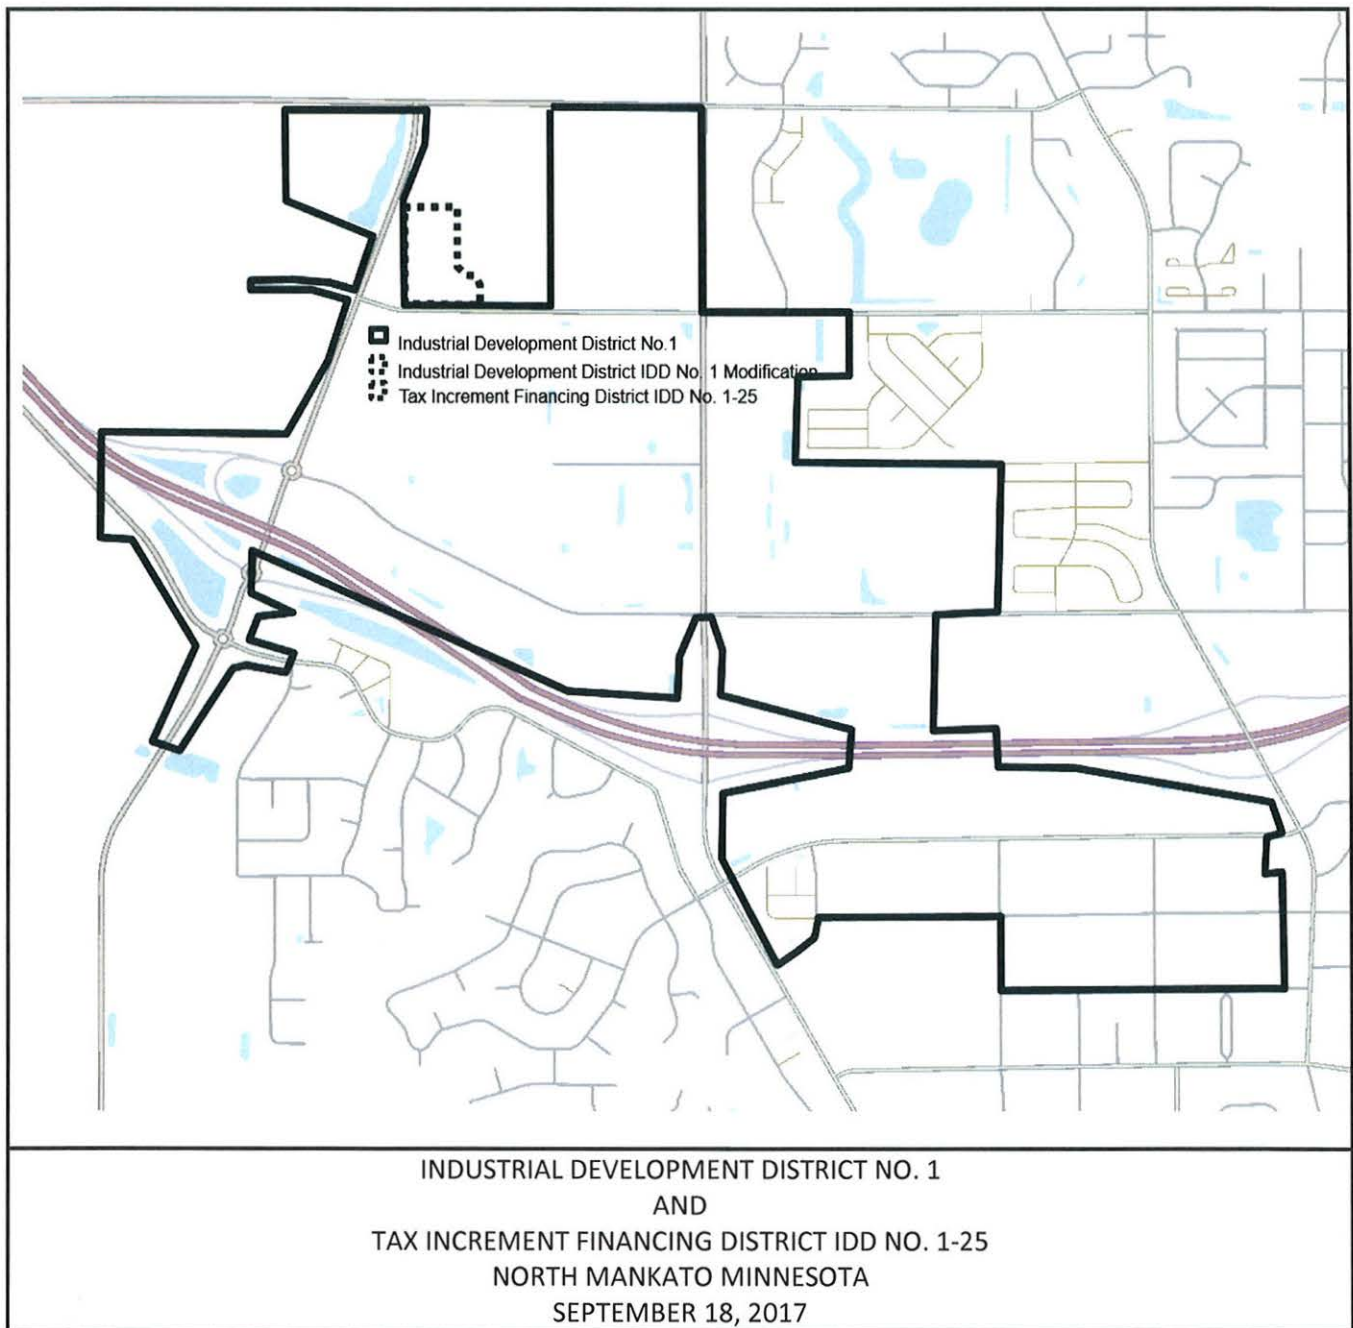 Industrial Development District No.1
Industrial Development District IDD No. 1 Modification
Tax Increment Financing District IDD No. 1-25
INDUSTRIAL DEVELOPMENT DISTRICT NO. 1
AND
TAX INCREMENT FINANCING DISTRICT IDD NO. 1-25
NORTH MANKATO MINNESOTA
SEPTEMBER 18, 2017